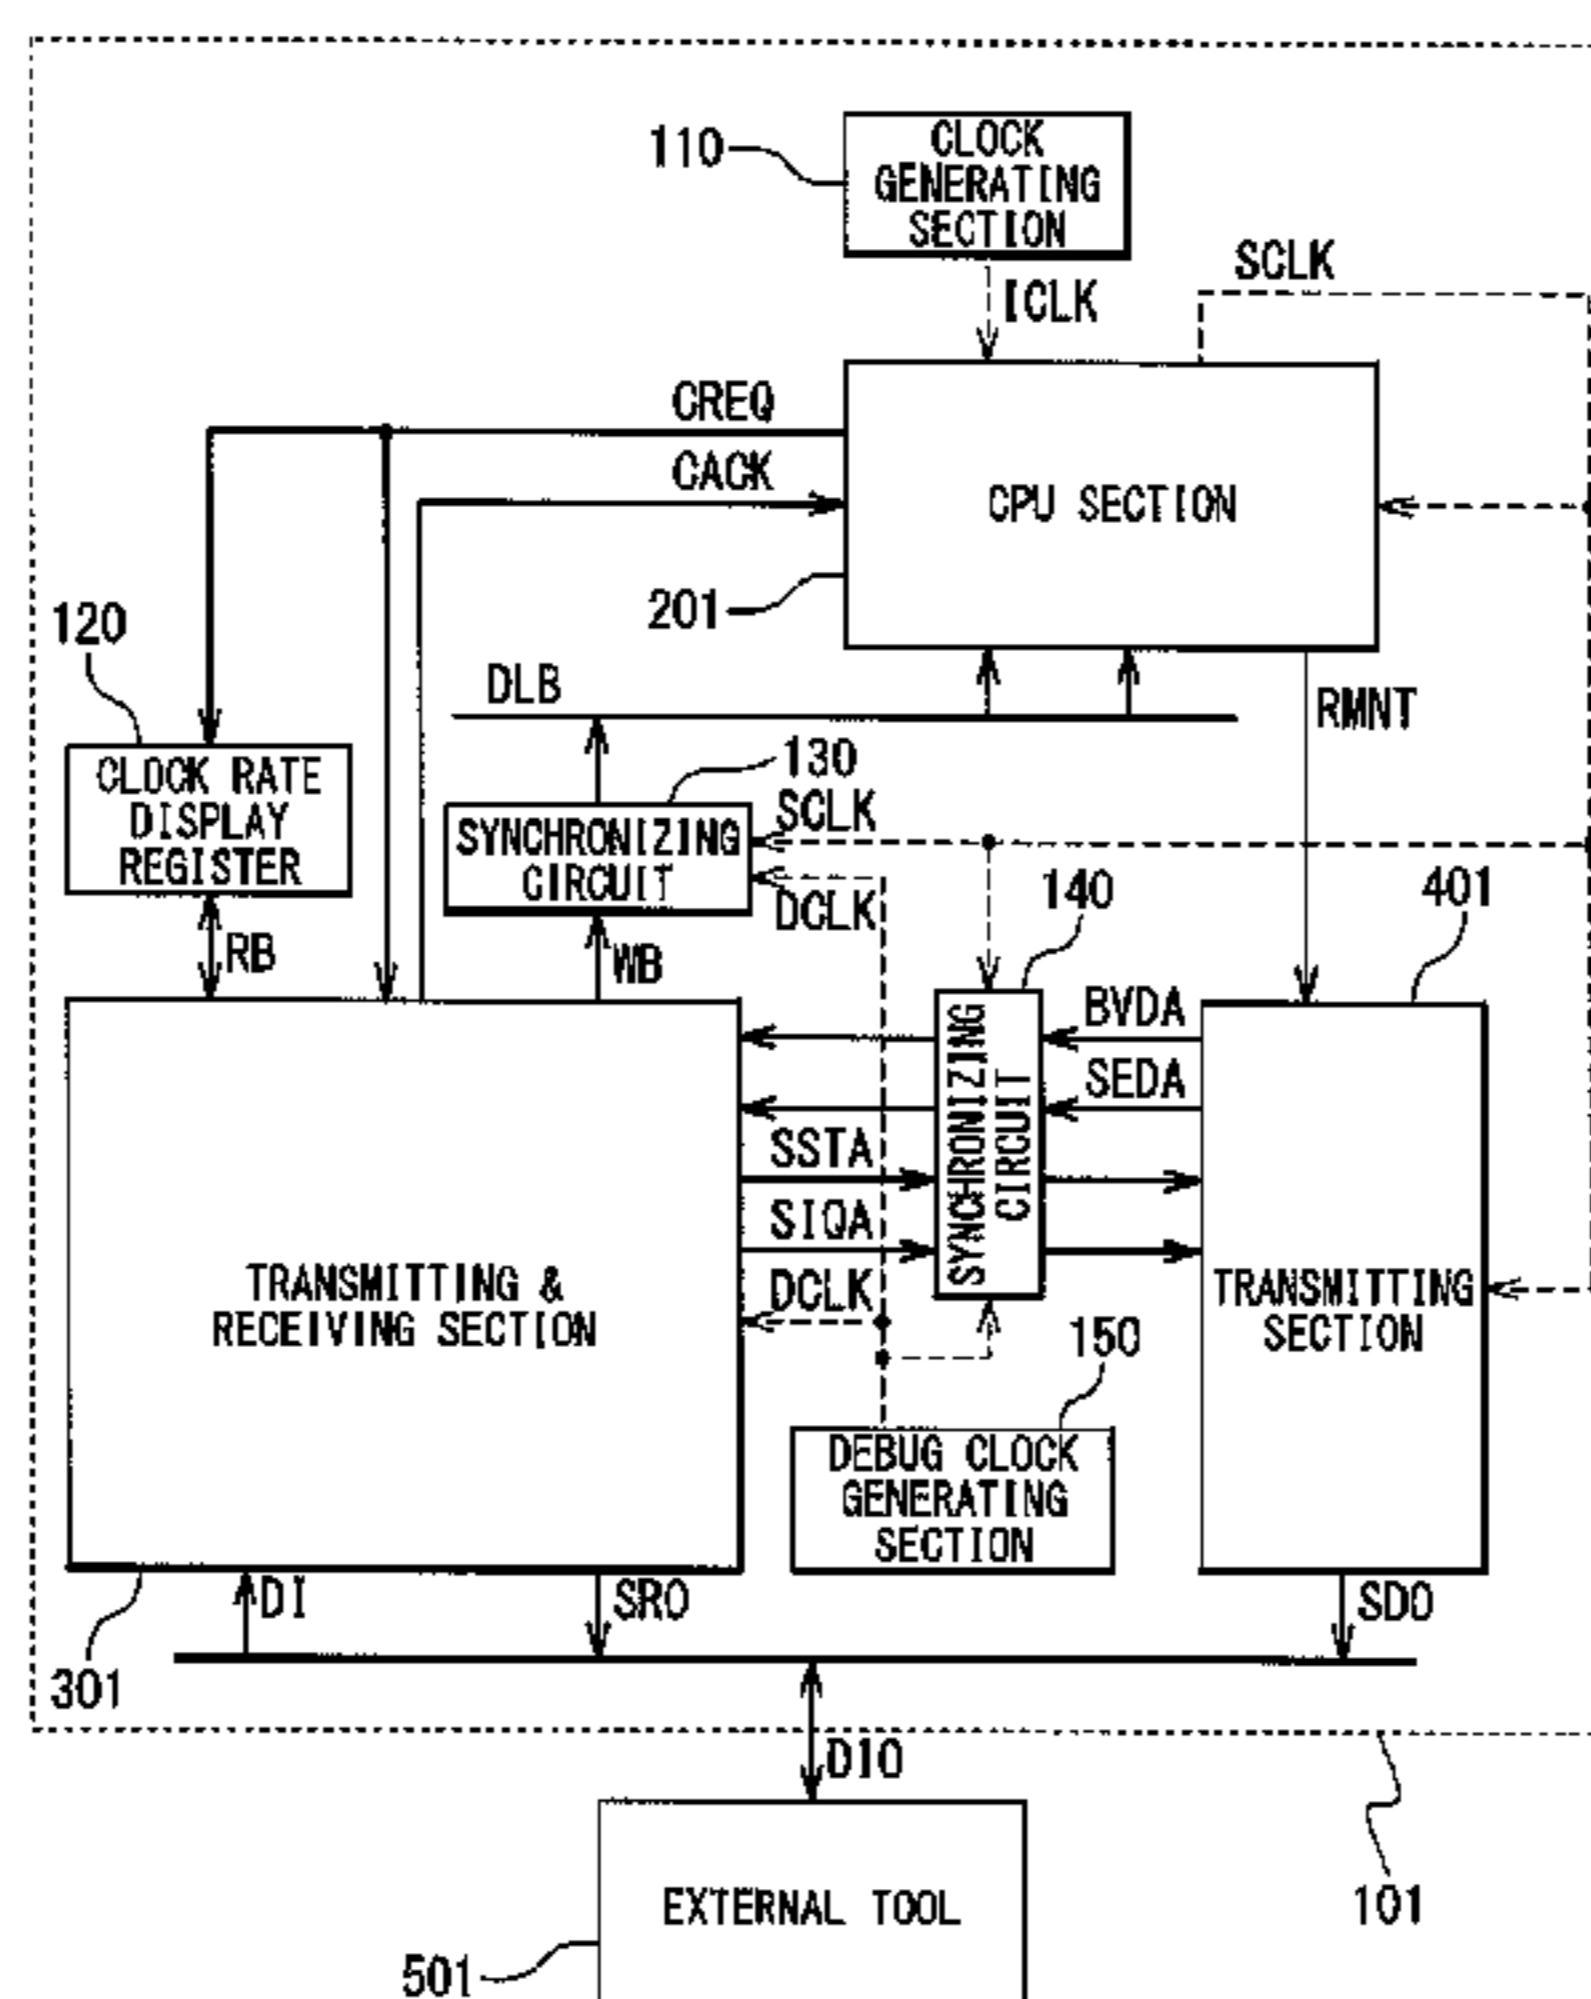 110
CLOCK
GENERATING
SECTION
SCLK
ICLK
CREQ
CACK
CPU SECTION
201
120
DLB
RMNT
CLOCK RATE
DISPLAY
REGISTER
130
SYNCHRONIZING
CIRCUIT
SCLK
DCLK
140
401
RB
WB
SYNCHRONIZING
CIRCUIT
BVDA
SEDA
SSTA
SIQA
DCLK
TRANSMITTING &
RECEIVING SECTION
TRANSMITTING
SECTION
150
DEBUG CLOCK
GENERATING
SECTION
301
DI
SRO
SDO
DIO
101
EXTERNAL TOOL
501